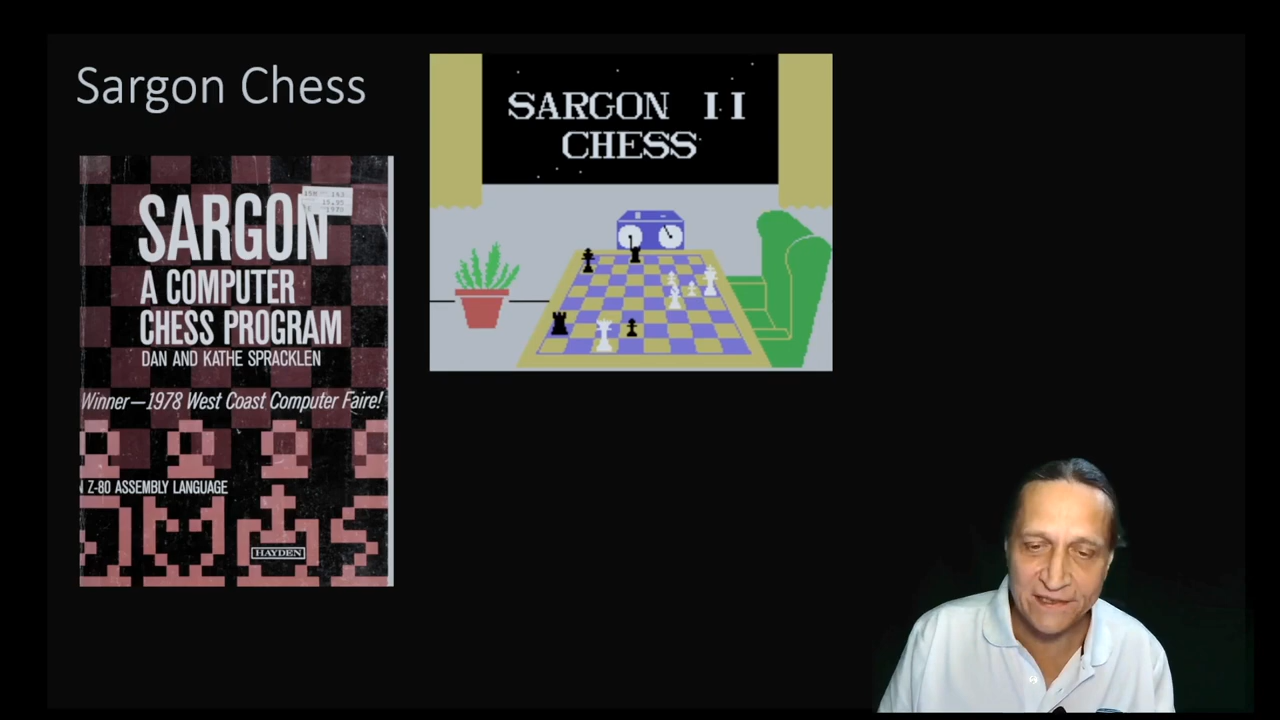 Sargon Chess
SARGON
A COMPUTER
CHESS PROGRAM
DAN AND KATHE SPRACKLEN
Winner—1978 West Coast Computer Faire!
Z-80 ASSEMBLY LANGUAGE
HAYDEN
SARGON II
CHESS